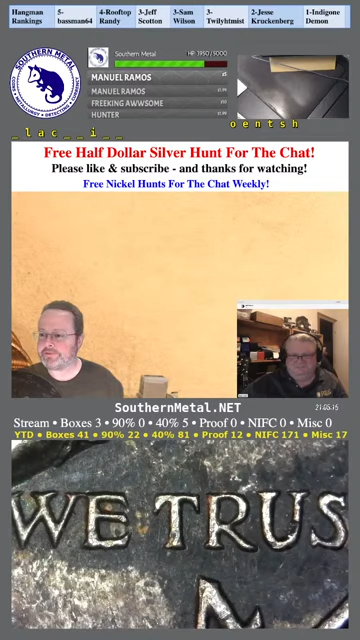 Hangman Rankings
5-bassman64
4-Rooftop Randy
3-Jeff Scotton
3-Sam Wilson
3-Twilyhtmist
2-Jesse Kruckenberg
1-Indigone Demon
SOUTHERN METAL
Southern Metal
HP: 3950 / 5000
MANUEL RAMOS
MANUEL RAMOS
FREEKING AWWSOME
HUNTER
_ l a c _ _ i _ _
o e n t s h
Free Half Dollar Silver Hunt For The Chat!
Please like & subscribe - and thanks for watching!
Free Nickel Hunts For The Chat Weekly!
SouthernMetal.NET
Stream • Boxes 3 • 90% 0 • 40% 5 • Proof 0 • NIFC 0 • Misc 0
YTD • Boxes 41 • 90% 22 • 40% 81 • Proof 12 • NIFC 171 • Misc 17
WE TRUS